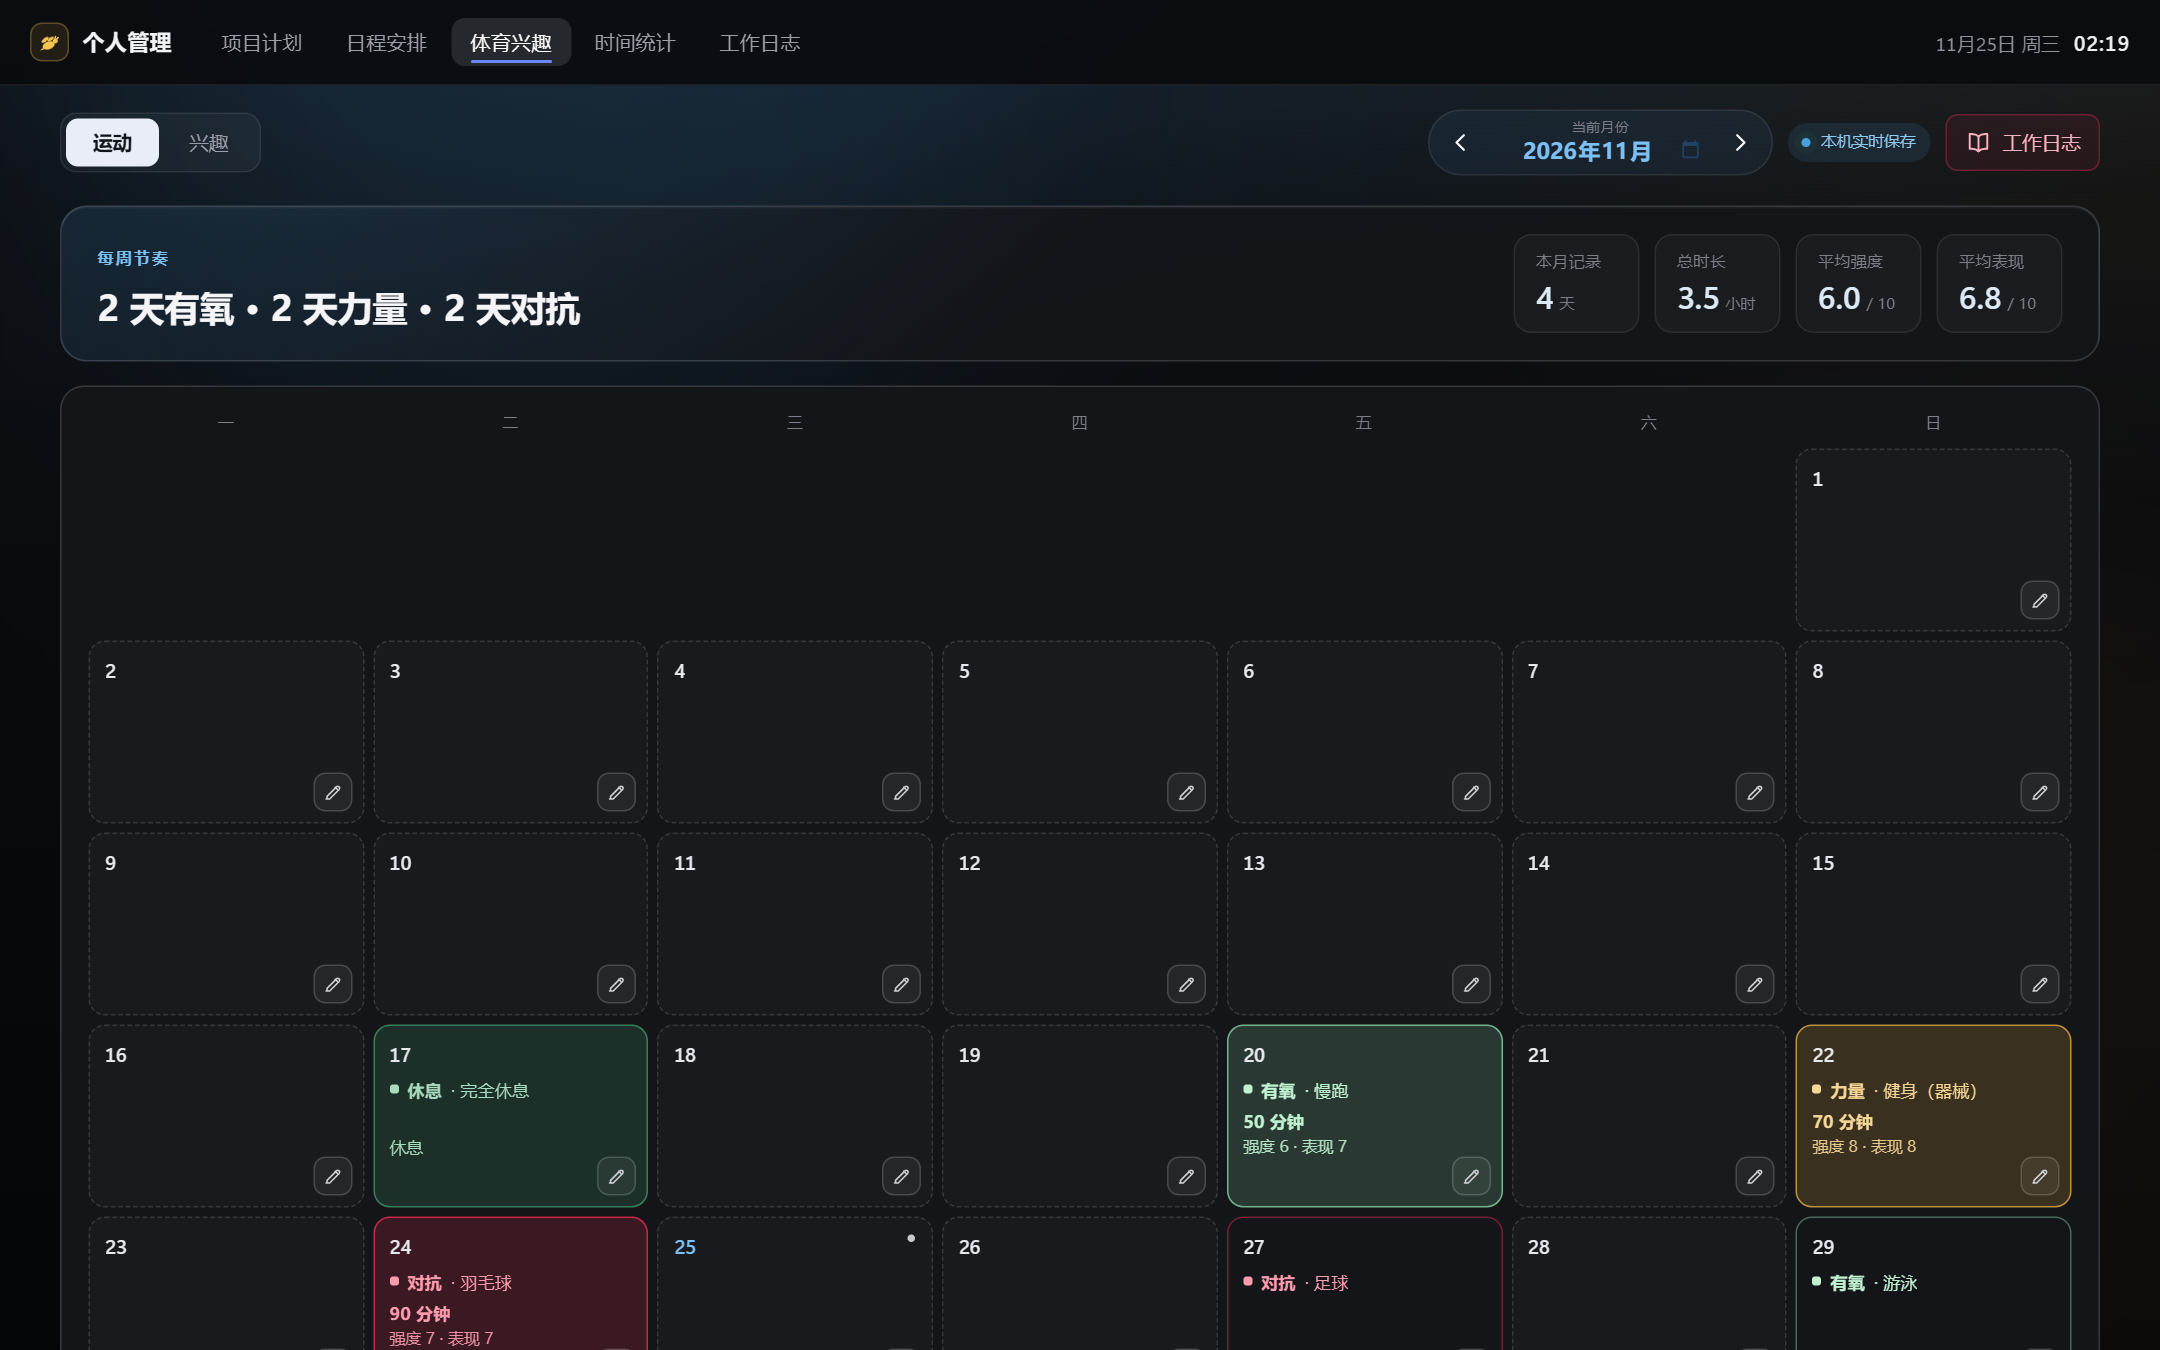 个人管理 项目计划 日程安排 体育兴趣 时间统计 工作日志 11月25日 周三 02:19
运动 兴趣
当前月份
2026年11月
本机实时保存
工作日志
每周节奏
2 天有氧 • 2 天力量 • 2 天对抗
本月记录
4 天
总时长
3.5 小时
平均强度
6.0 / 10
平均表现
6.8 / 10
一 二 三 四 五 六 日
1
2 3 4 5 6 7 8
9 10 11 12 13 14 15
16
17
休息 · 完全休息
休息
18
19
20
有氧 · 慢跑
50 分钟
强度 6 · 表现 7
21
22
力量 · 健身（器械）
70 分钟
强度 8 · 表现 8
23
24
对抗 · 羽毛球
90 分钟
强度 7 · 表现 7
25
26
27
对抗 · 足球
28
29
有氧 · 游泳